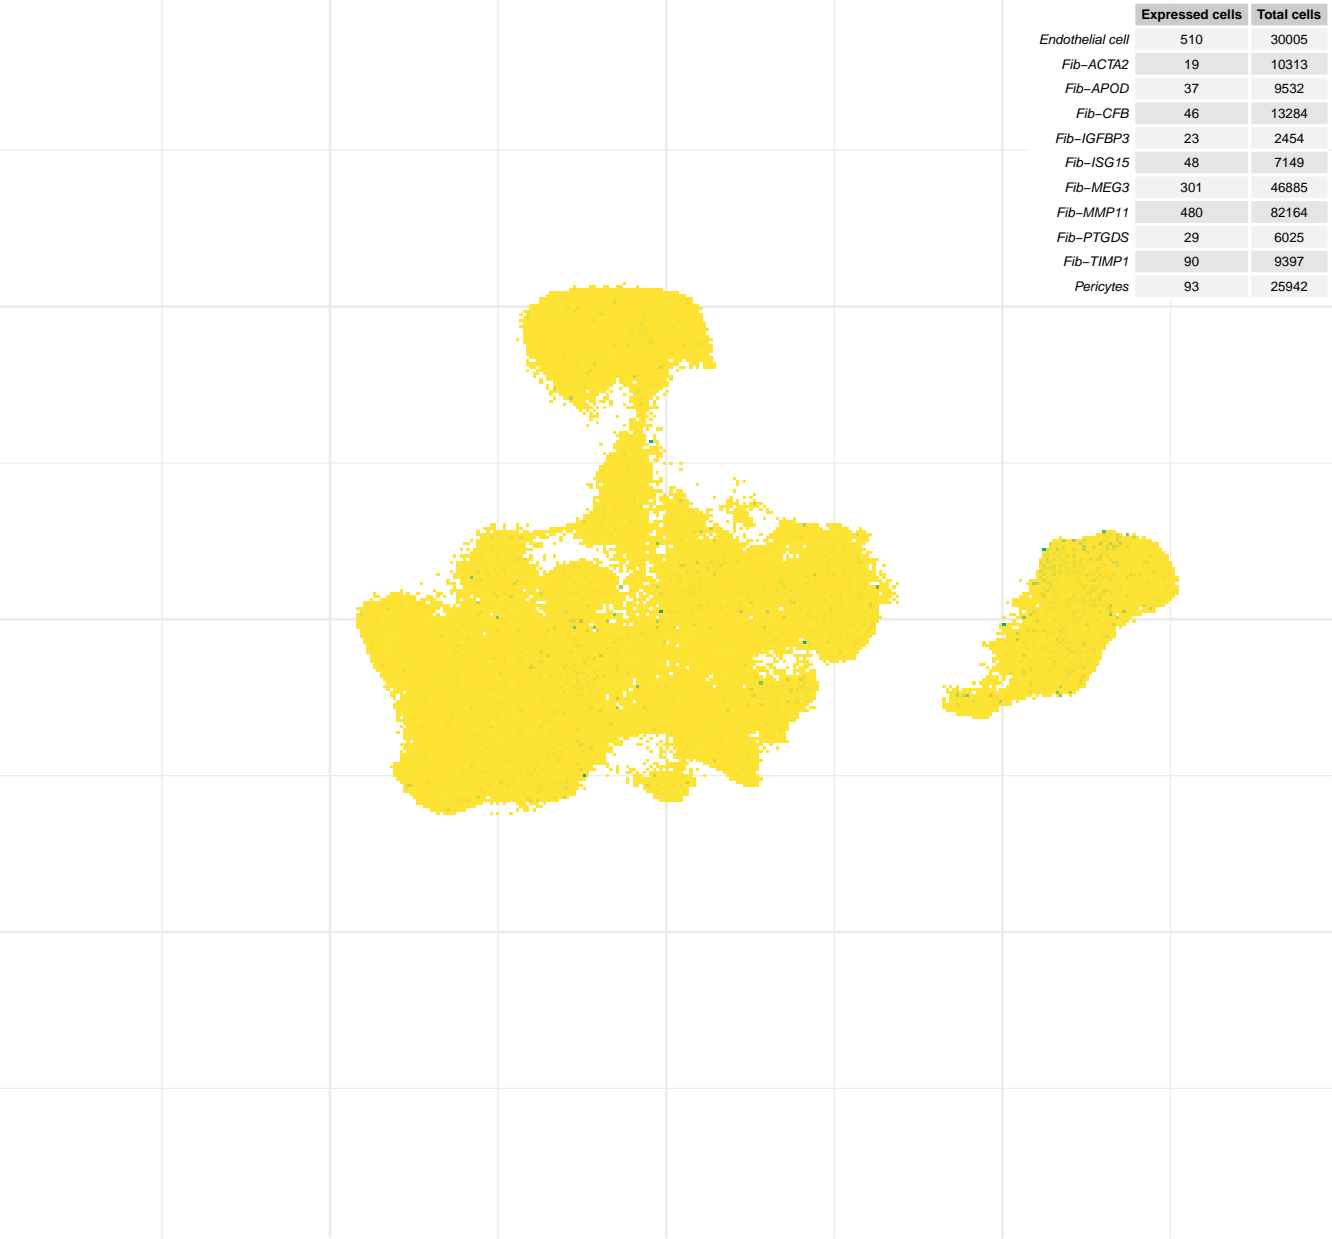 Expressed cells Total cells
Endothelial cell 510 30005
Fib−ACTA2 19 10313
Fib−APOD 37 9532
Fib−CFB 46 13284
Fib−IGFBP3 23 2454
Fib−ISG15 48 7149
Fib−MEG3 301 46885
Fib−MMP11 480 82164
Fib−PTGDS 29 6025
Fib−TIMP1 90 9397
Pericytes 93 25942